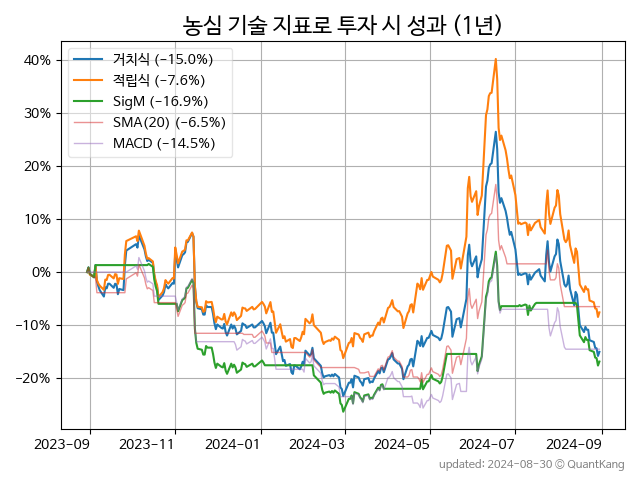 농심 기술 지표로 투자 시 성과 (1년)
거치식 (−15.0%)
적립식 (−7.6%)
SigM (−16.9%)
SMA(20) (−6.5%)
MACD (−14.5%)
40%
30%
20%
10%
0%
−10%
−20%
2023−09 2023−11 2024−01 2024−03 2024−05 2024−07 2024−09
updated: 2024-08-30 ⓒ QuantKang